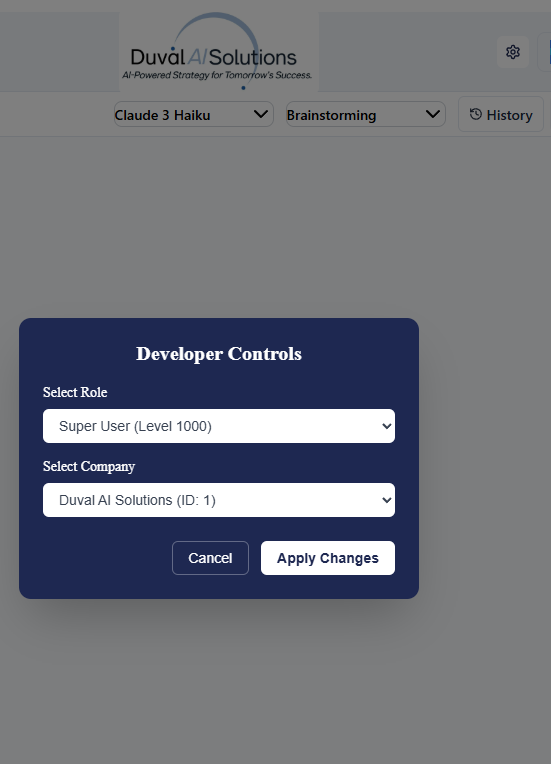 Duval AI Solutions
AI-Powered Strategy for Tomorrow's Success.
Claude 3 Haiku
Brainstorming
History
Developer Controls
Select Role
Super User (Level 1000)
Select Company
Duval AI Solutions (ID: 1)
Cancel
Apply Changes